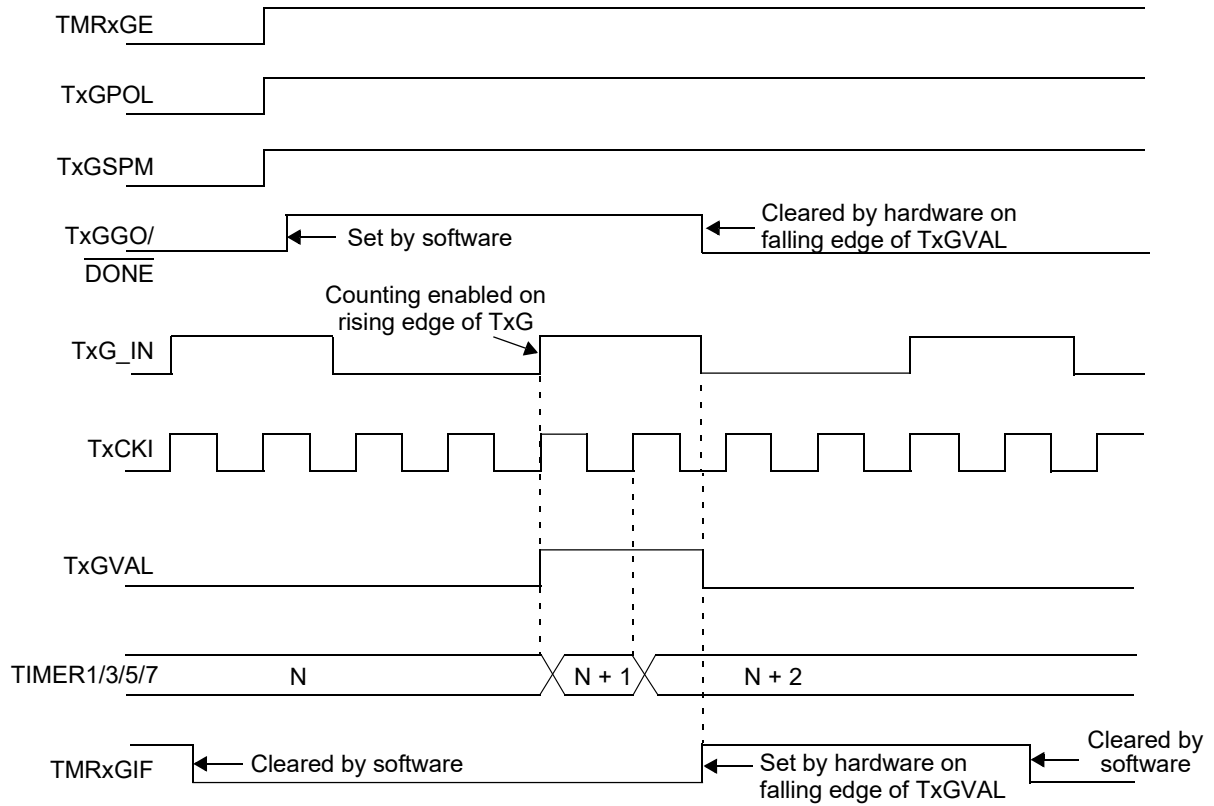 TMRxGE
TxGPOL
TxGSPM
TxGGO/
DONE
Set by software
Cleared by hardware on
falling edge of TxGVAL
Counting enabled on
rising edge of TxG
TxG_IN
TxCKI
TxGVAL
TIMER1/3/5/7
N
N + 1
N + 2
TMRxGIF
Cleared by software
Set by hardware on
falling edge of TxGVAL
Cleared by
software